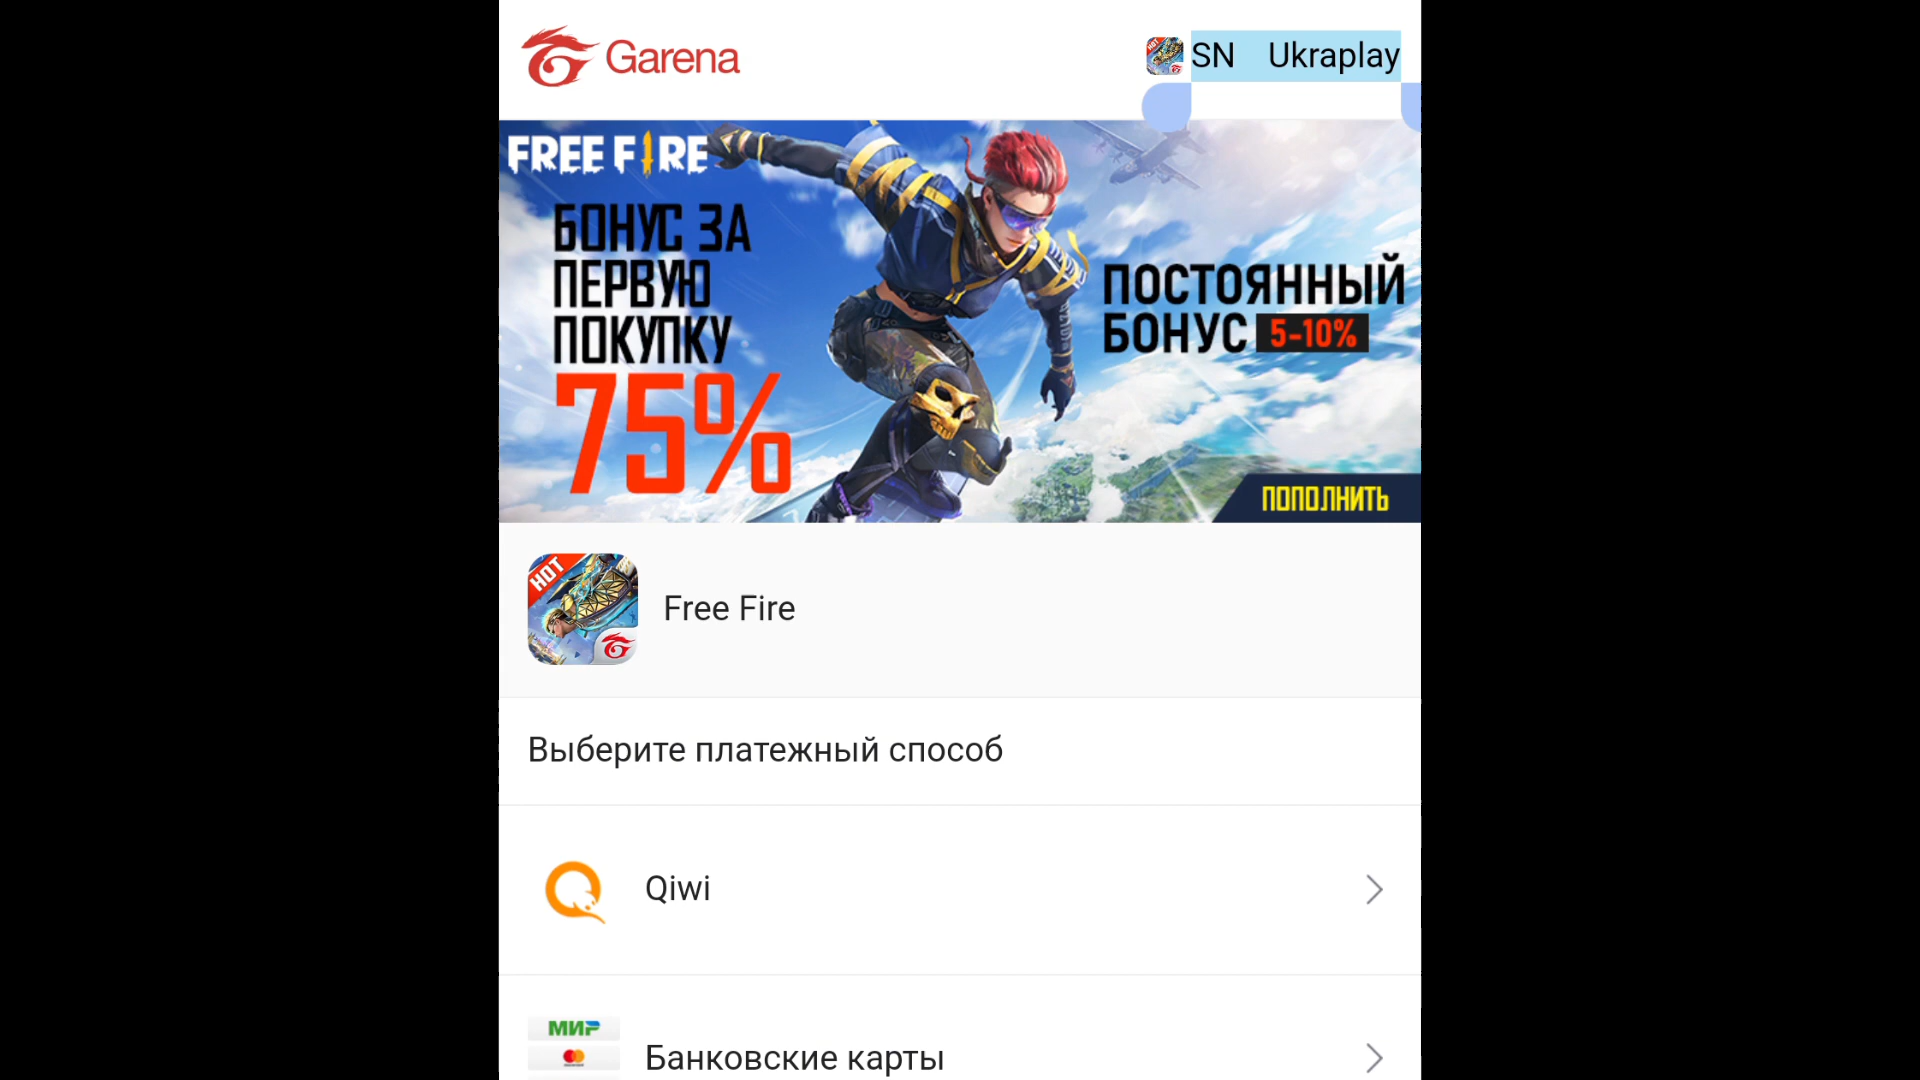 Garena
SN Ukraplay
FREE FIRE
БОНУС ЗА
ПЕРВУЮ
ПОКУПКУ
75%
ПОСТОЯННЫЙ
БОНУС 5-10%
ПОПОЛНИТЬ
HOT
Free Fire
Выберите платежный способ
Qiwi
МИР
Банковские карты